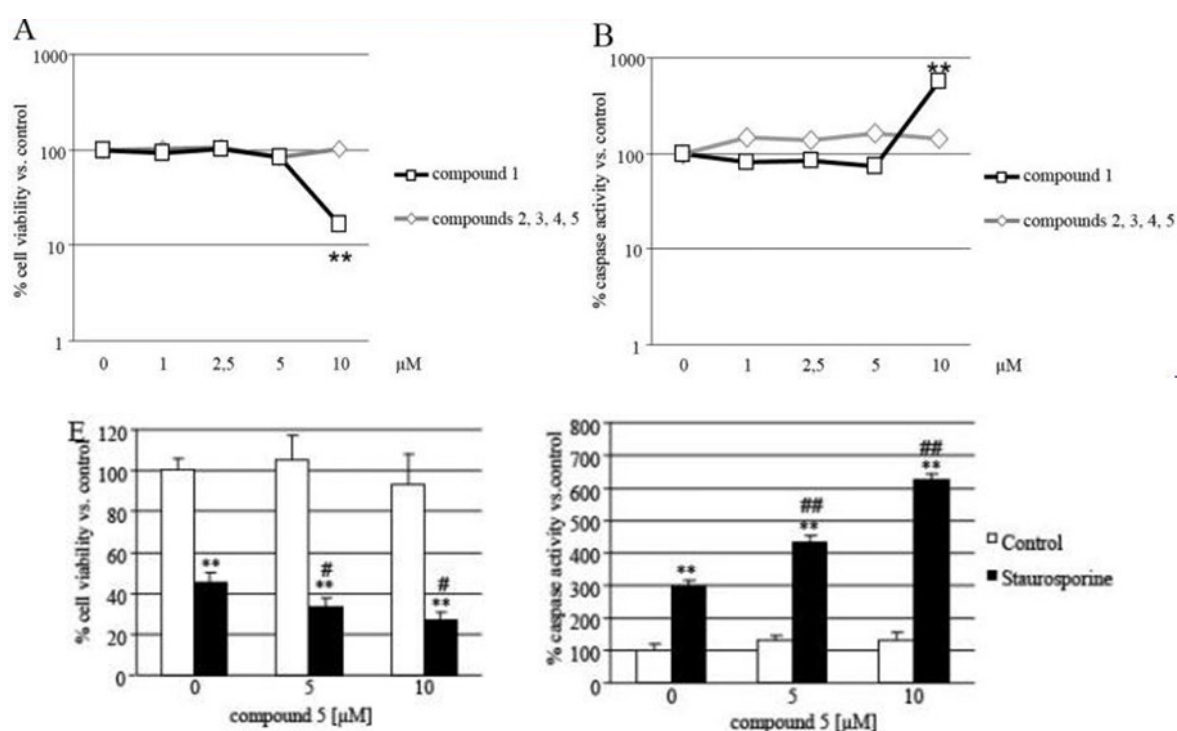 A
1000
100
10
1
% cell viability vs. control
**
0 1 2,5 5 10 µM
compound 1
compounds 2, 3, 4, 5
B
1000
100
10
1
% caspase activity vs. control
**
0 1 2,5 5 10 µM
compound 1
compounds 2, 3, 4, 5
E
120
100
80
60
40
20
0
% cell viability vs. control
**
#
**
#
**
0 5 10
compound 5 [µM]
800
700
600
500
400
300
200
100
0
% caspase activity vs.control
**
##
**
##
**
0 5 10
compound 5 [µM]
Control
Staurosporine